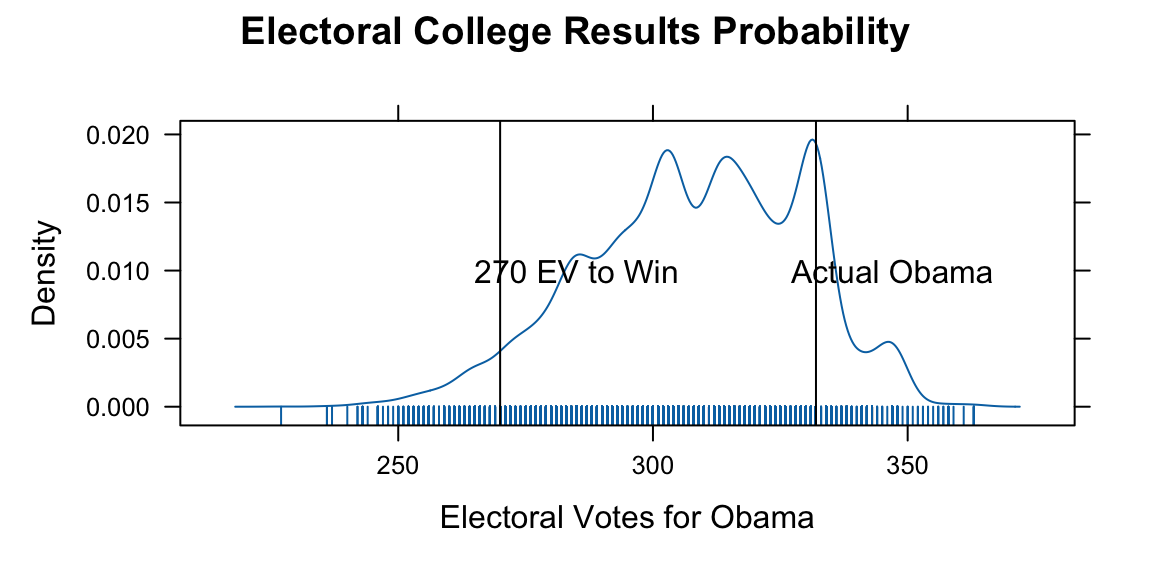 Electoral College Results Probability
0.020
0.015
0.010
0.005
0.000
Density
270 EV to Win
Actual Obama
250
300
350
Electoral Votes for Obama